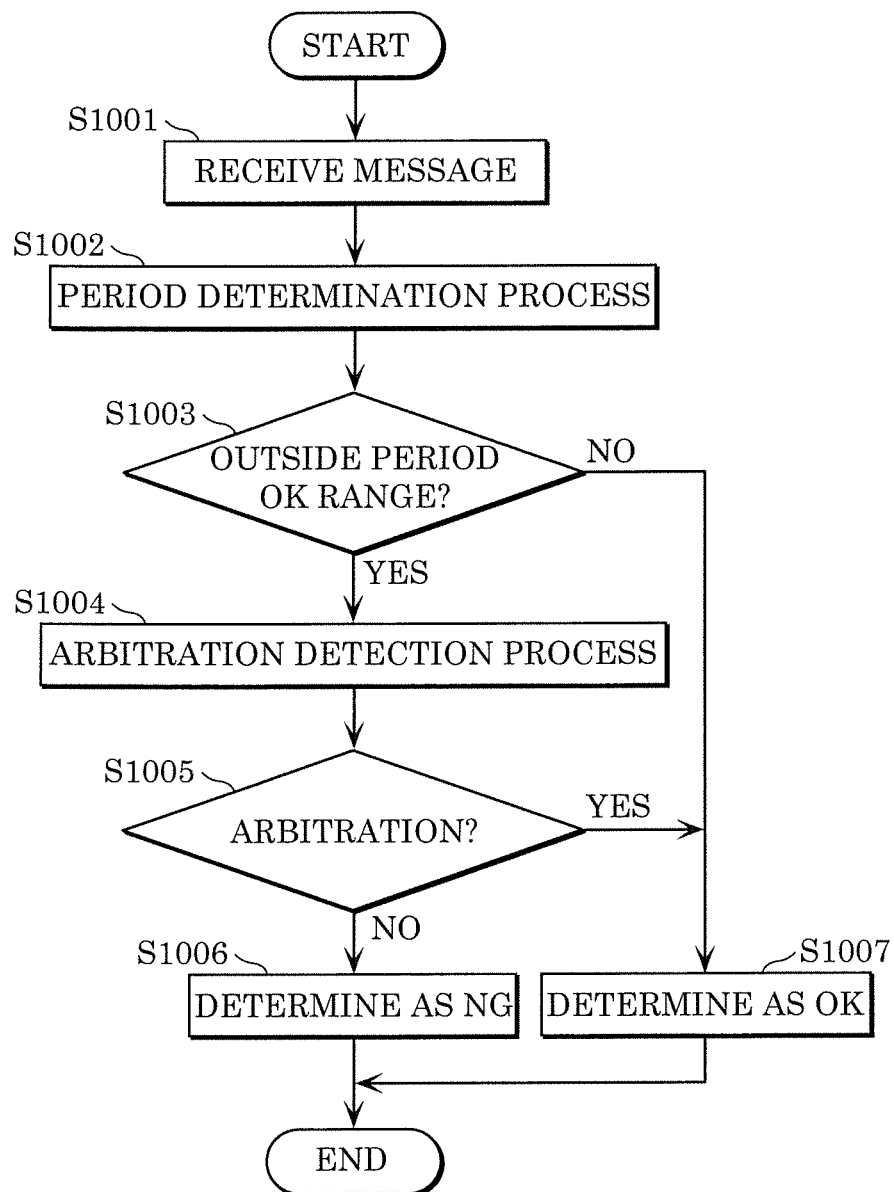 START
S1001
RECEIVE MESSAGE
S1002
PERIOD DETERMINATION PROCESS
S1003
OUTSIDE PERIOD
OK RANGE?
NO
YES
S1004
ARBITRATION DETECTION PROCESS
S1005
ARBITRATION?
YES
NO
S1006
DETERMINE AS NG
S1007
DETERMINE AS OK
END